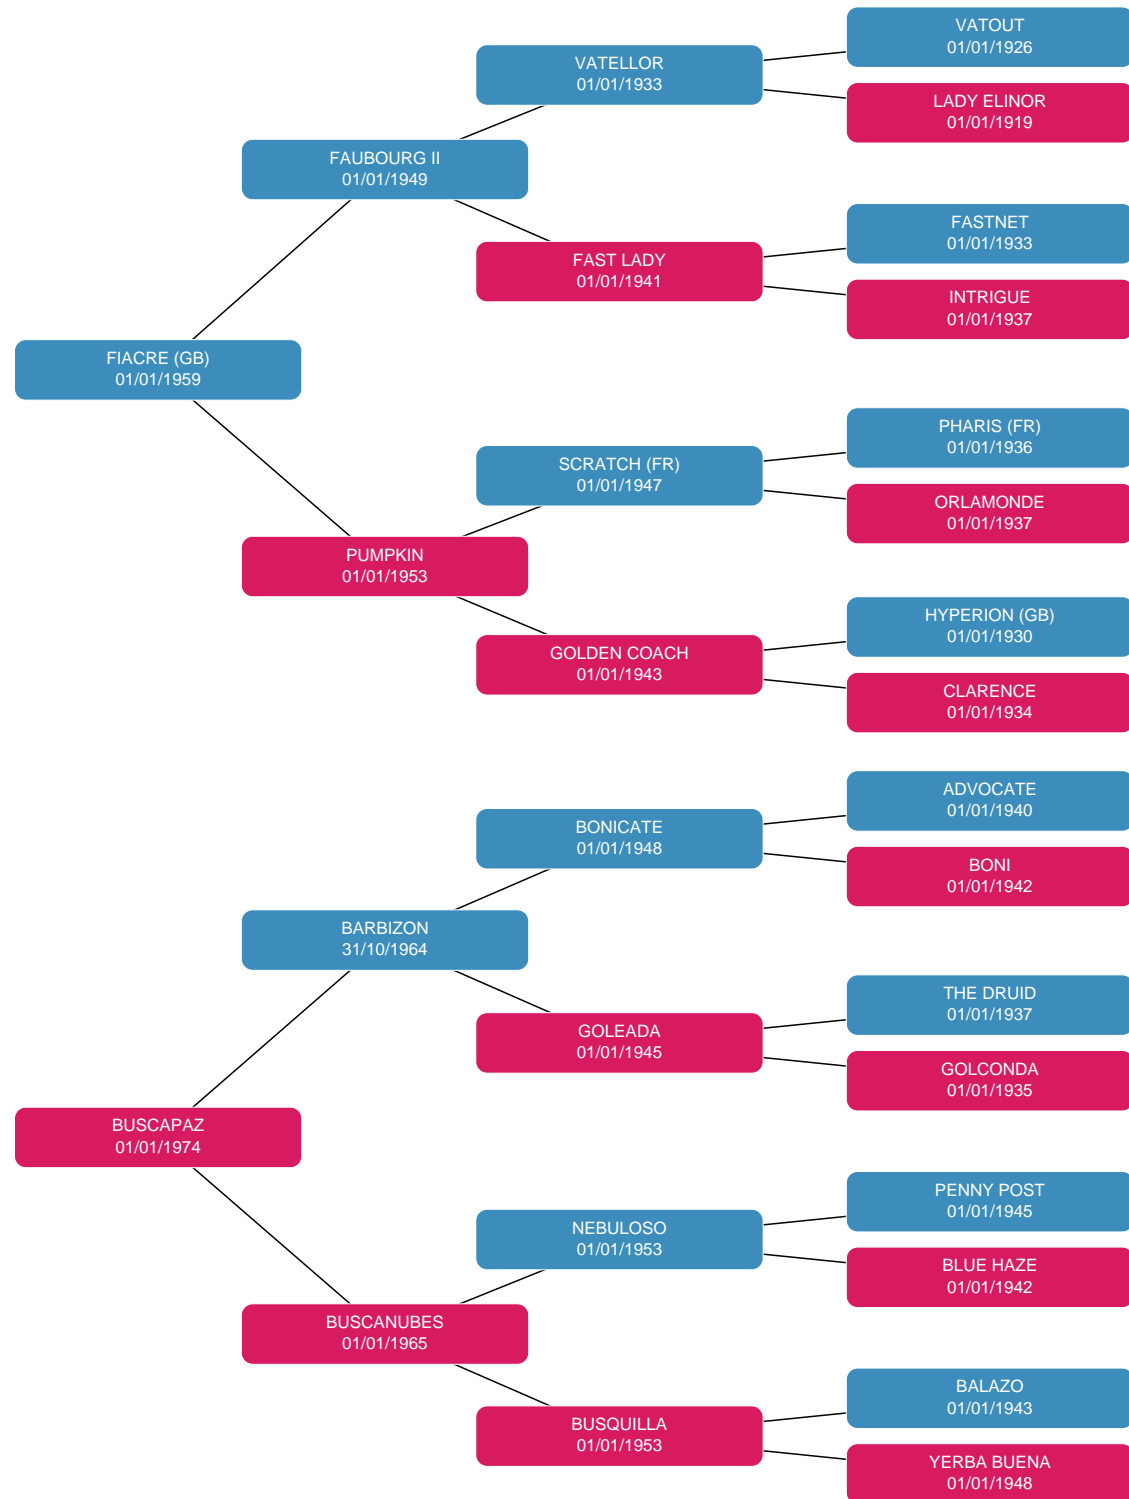 VATOUT
01/01/1926
VATELLOR
01/01/1933
LADY ELINOR
01/01/1919
FAUBOURG II
01/01/1949
FASTNET
01/01/1933
FAST LADY
01/01/1941
INTRIGUE
01/01/1937
FIACRE (GB)
01/01/1959
PHARIS (FR)
01/01/1936
SCRATCH (FR)
01/01/1947
ORLAMONDE
01/01/1937
PUMPKIN
01/01/1953
HYPERION (GB)
01/01/1930
GOLDEN COACH
01/01/1943
CLARENCE
01/01/1934
ADVOCATE
01/01/1940
BONICATE
01/01/1948
BONI
01/01/1942
BARBIZON
31/10/1964
THE DRUID
01/01/1937
GOLEADA
01/01/1945
GOLCONDA
01/01/1935
BUSCAPAZ
01/01/1974
PENNY POST
01/01/1945
NEBULOSO
01/01/1953
BLUE HAZE
01/01/1942
BUSCANUBES
01/01/1965
BALAZO
01/01/1943
BUSQUILLA
01/01/1953
YERBA BUENA
01/01/1948